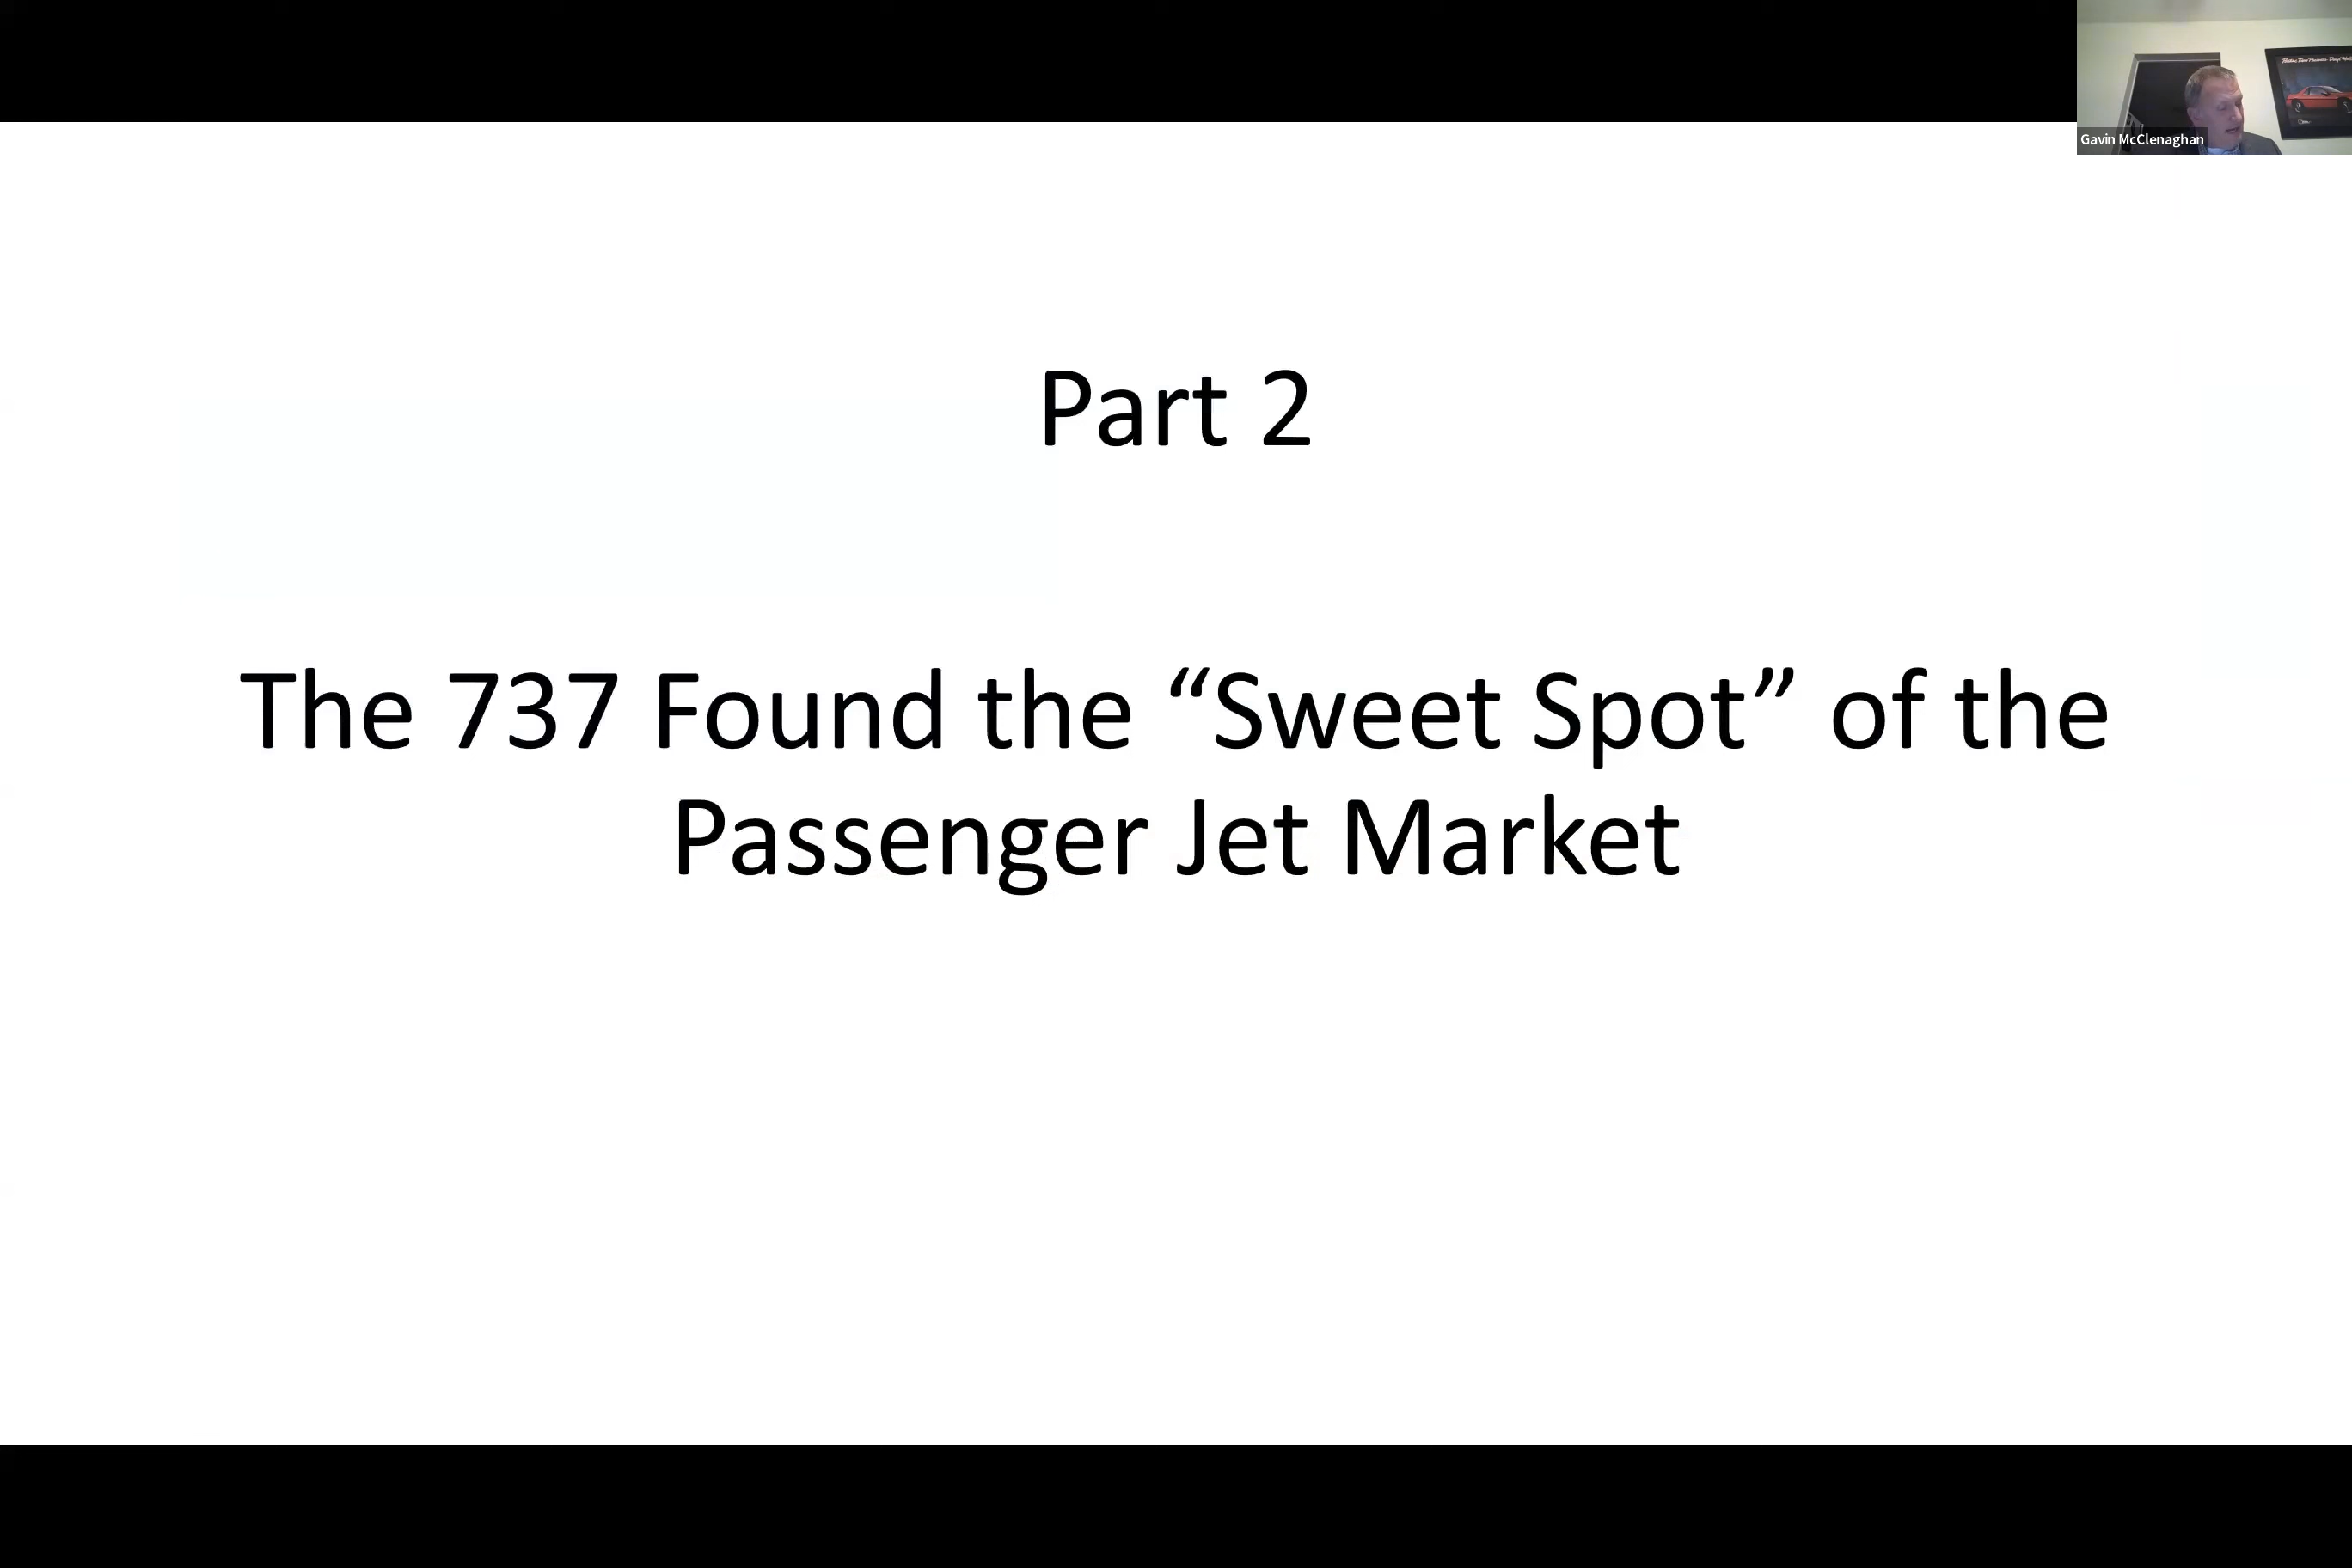 Part 2
The 737 Found the “Sweet Spot” of the
Passenger Jet Market
Gavin McClenaghan